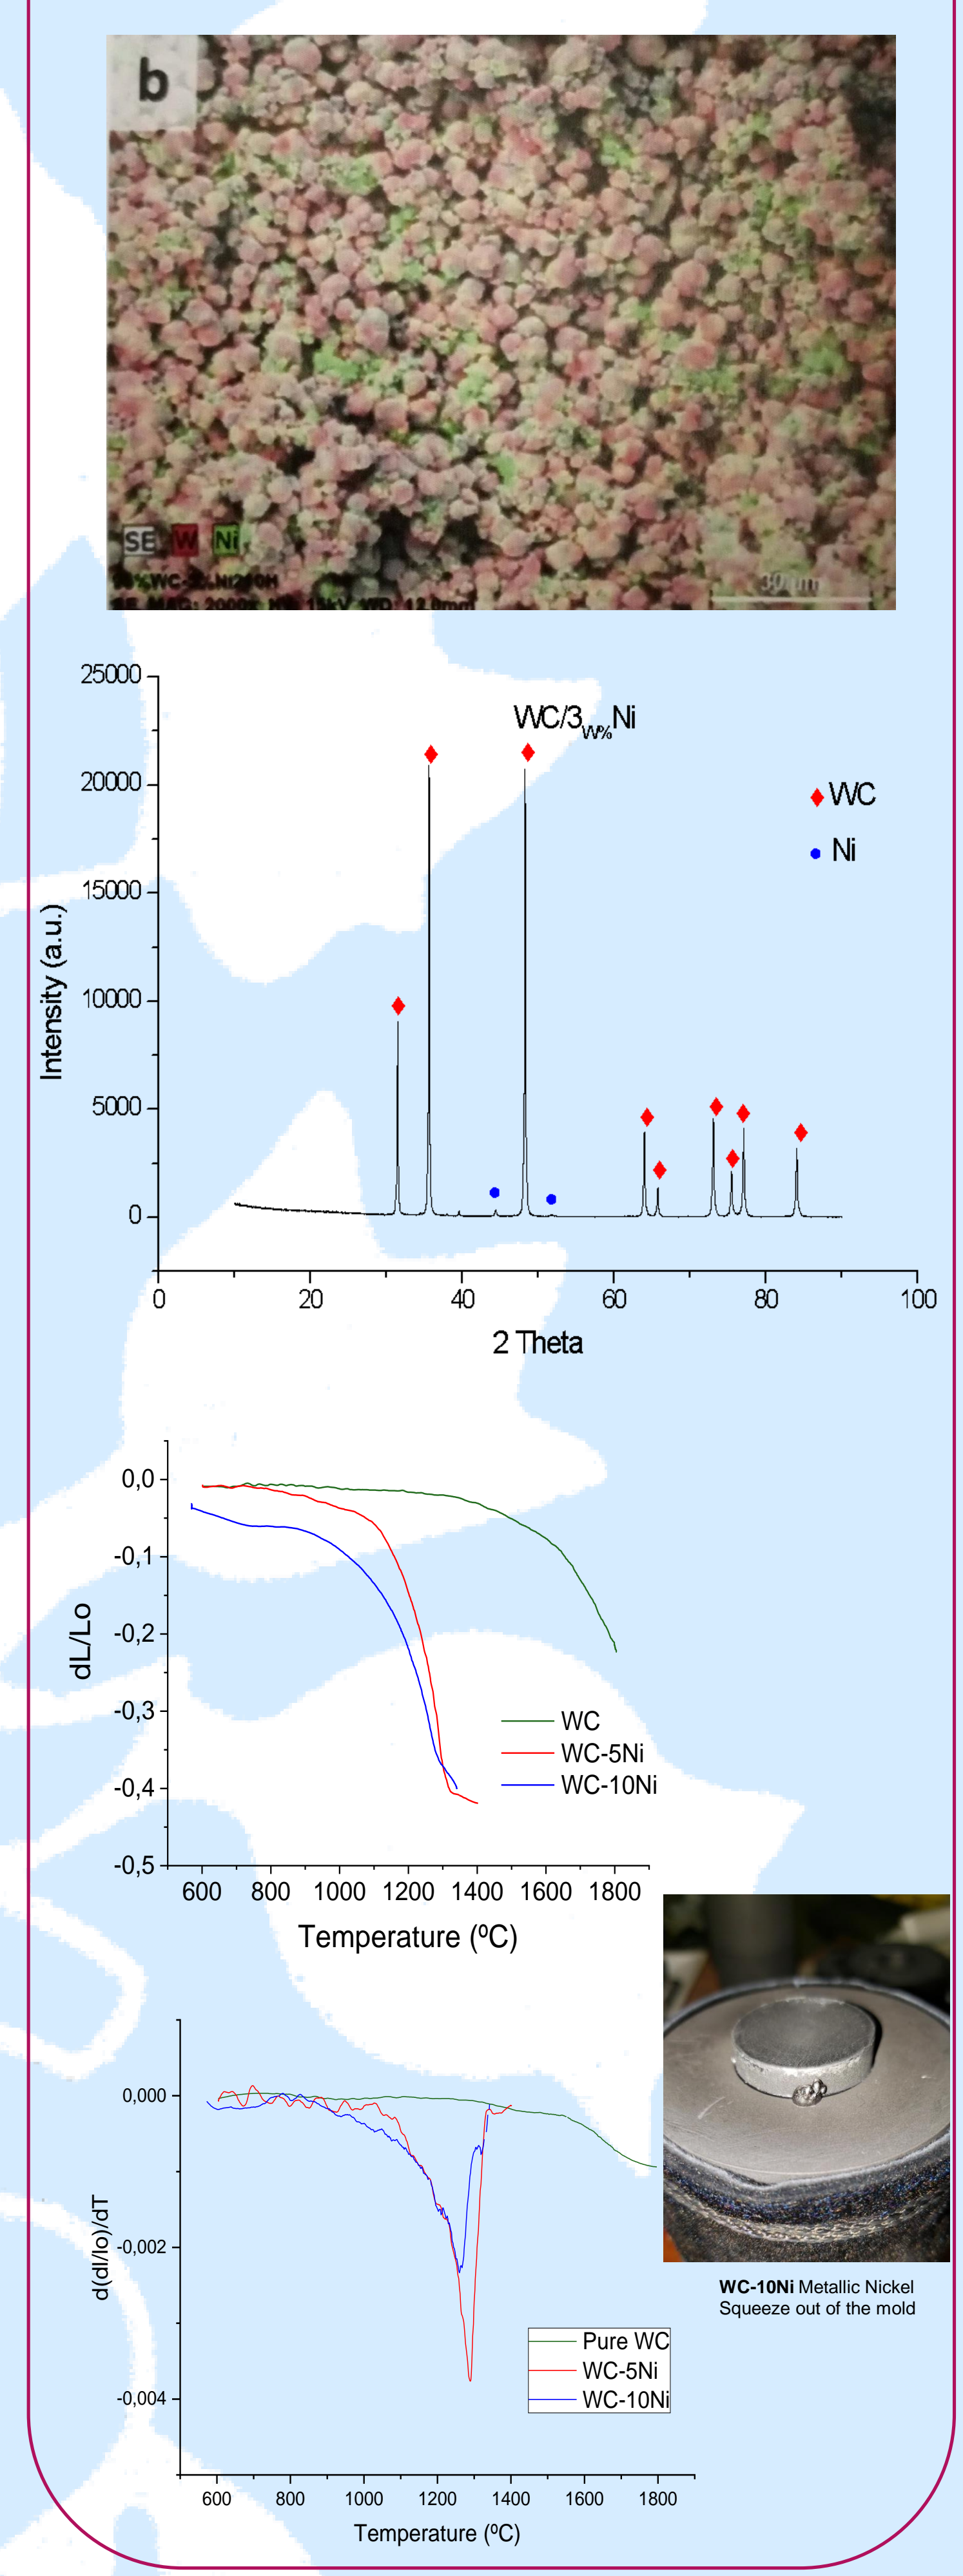 b
SE W Ni
30µm
25000
20000
15000
10000
5000
0
Intensity (a.u.)
WC/3W%Ni
WC
Ni
0 20 40 60 80 100
2 Theta
0,0
-0,1
-0,2
-0,3
-0,4
-0,5
dL/Lo
WC
WC-5Ni
WC-10Ni
600 800 1000 1200 1400 1600 1800
Temperature (ºC)
0,000
-0,002
-0,004
d(dl/lo)/dT
Pure WC
WC-5Ni
WC-10Ni
600 800 1000 1200 1400 1600 1800
Temperature (ºC)
WC-10Ni Metallic Nickel
Squeeze out of the mold